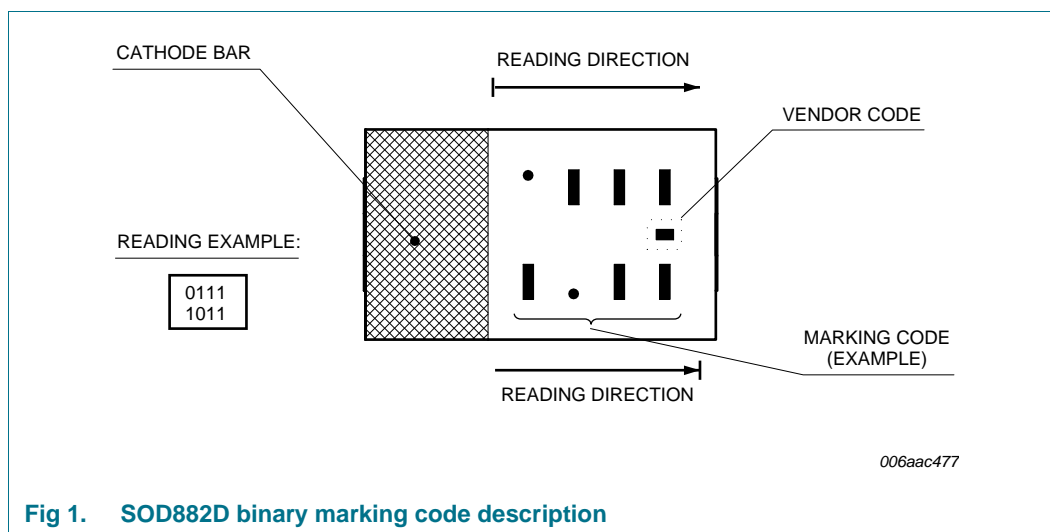 CATHODE BAR
READING DIRECTION
VENDOR CODE
READING EXAMPLE:
0111
1011
MARKING CODE
(EXAMPLE)
READING DIRECTION
006aac477
Fig 1. SOD882D binary marking code description